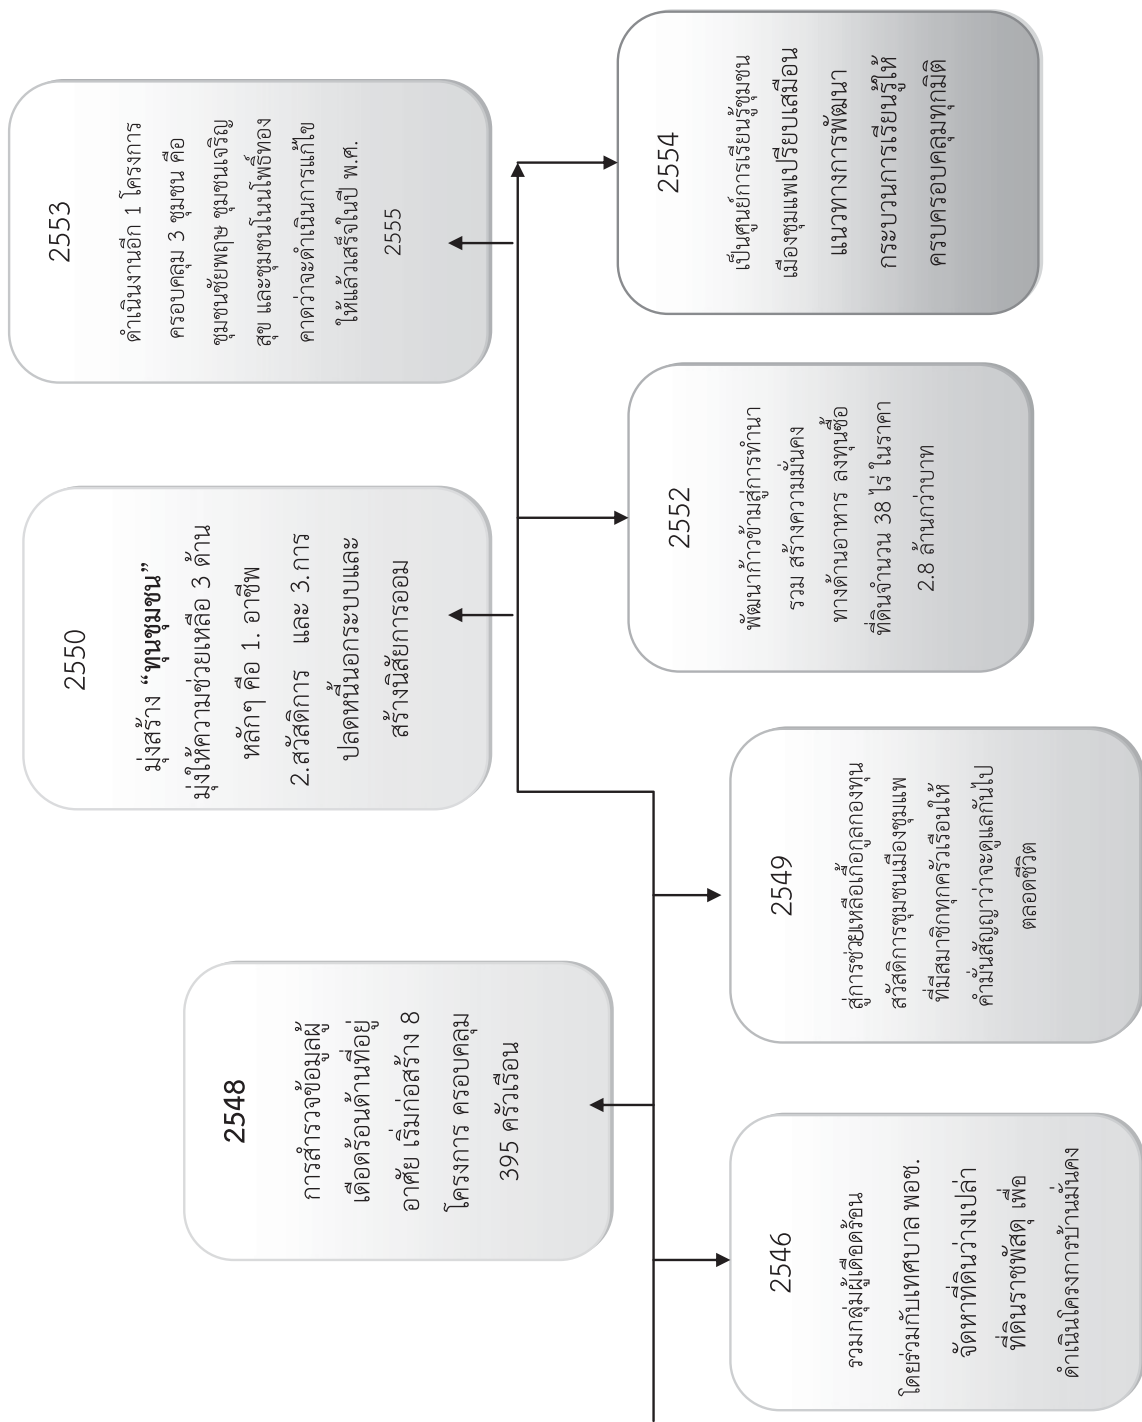 2546
รวมกลุ่มผู้เดือดร้อน
โดยร่วมกับเทศบาล พอช.
จัดหาที่ดินว่างเปล่า
ที่ดินราชพัสดุ เพื่อ
ดำเนินโครงการบ้านมั่นคง
2548
การสำรวจข้อมูลผู้
เดือดร้อนด้านที่อยู่
อาศัย เริ่มก่อสร้าง 8
โครงการ ครอบคลุม
395 ครัวเรือน
2549
สู่การช่วยเหลือเกื้อกูลกองทุน
สวัสดิการชุมชนเมืองชุมแพ
ที่มีสมาชิกทุกครัวเรือนให้
คำมั่นสัญญาว่าจะดูแลกันไป
ตลอดชีวิต
2550
มุ่งสร้าง “ทุนชุมชน”
มุ่งให้ความช่วยเหลือ 3 ด้าน
หลักๆ คือ 1. อาชีพ
2.สวัสดิการ และ 3.การ
ปลดหนี้นอกระบบและ
สร้างนิสัยการออม
2552
พัฒนาก้าวข้ามสู่การทำนา
รวม สร้างความมั่นคง
ทางด้านอาหาร ลงทุนซื้อ
ที่ดินจำนวน 38 ไร่ ในราคา
2.8 ล้านกว่าบาท
2553
ดำเนินงานอีก 1 โครงการ
ครอบคลุม 3 ชุมชน คือ
ชุมชนชัยพฤษ ชุมชนเจริญ
สุข และชุมชนโนนโพธิ์ทอง
คาดว่าจะดำเนินการแก้ไข
ให้แล้วเสร็จในปี พ.ศ.
2555
2554
เป็นศูนย์การเรียนรู้ชุมชน
เมืองชุมแพเปรียบเสมือน
แนวทางการพัฒนา
กระบวนการเรียนรู้ให้
ครบครอบคลุมทุกมิติ